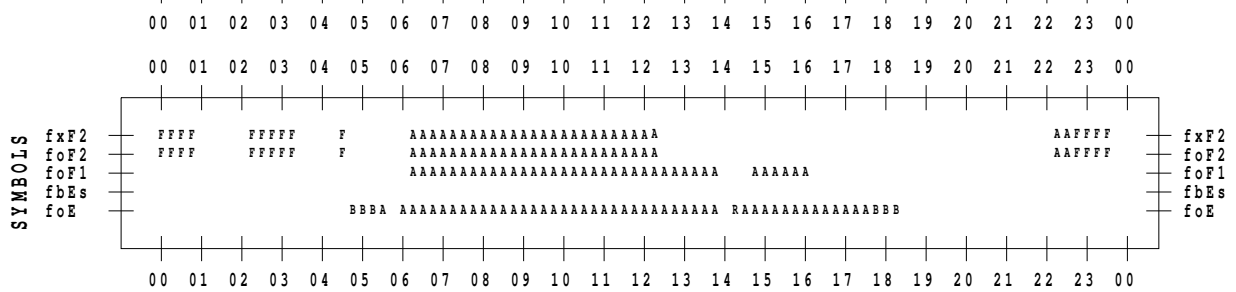 00 01 02 03 04 05 06 07 08 09 10 11 12 13 14 15 16 17 18 19 20 21 22 23 00
00 01 02 03 04 05 06 07 08 09 10 11 12 13 14 15 16 17 18 19 20 21 22 23 00
SYMBOLS
fxF2 FFFF FFFFF F AAAAAAAAAAAAAAAAAAAAAAAAA AAFFFF fxF2
foF2 FFFF FFFFF F AAAAAAAAAAAAAAAAAAAAAAAAA AAFFFF foF2
foF1 AAAAAAAAAAAAAAAAAAAAAAAAAAAAAAA AAAAAA foF1
fbEs fbEs
foE BBBA AAAAAAAAAAAAAAAAAAAAAAAAAAAAAAAA RAAAAAAAAAAAAABBB foE
00 01 02 03 04 05 06 07 08 09 10 11 12 13 14 15 16 17 18 19 20 21 22 23 00